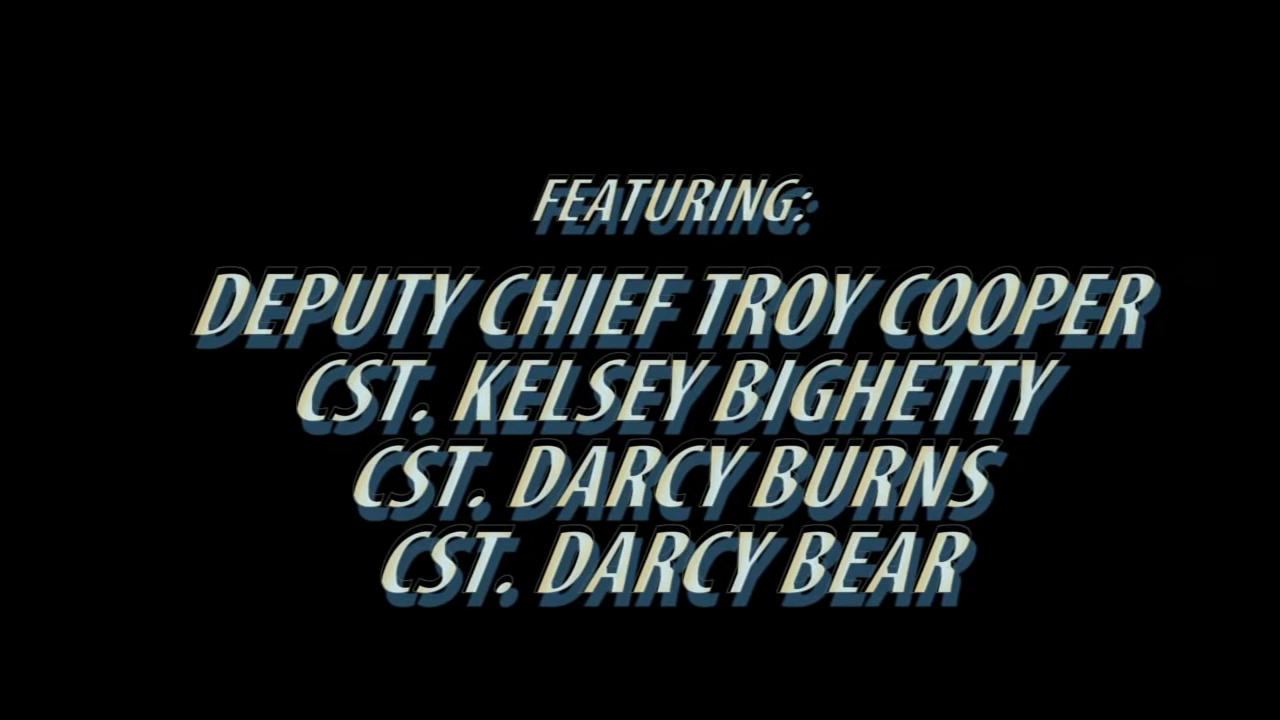 FEATURING:
DEPUTY CHIEF TROY COOPER
CST. KELSEY BIGHETTY
CST. DARCY BURNS
CST. DARCY BEAR